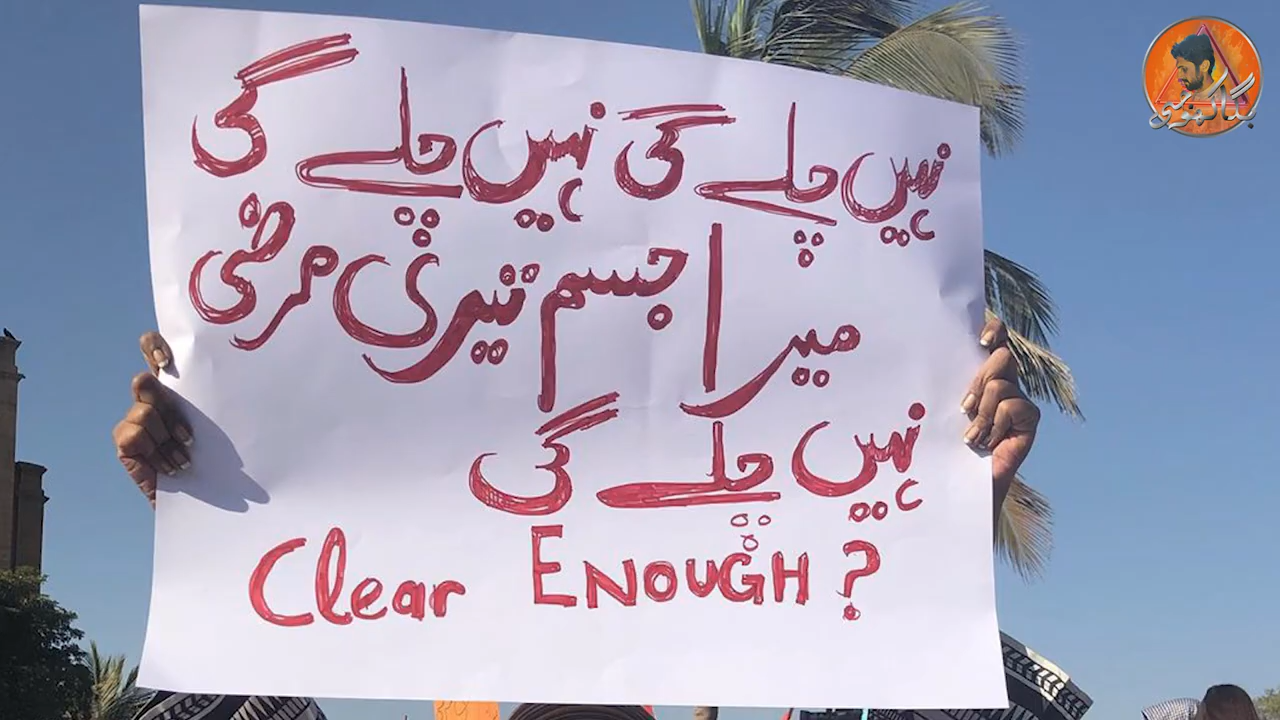 نہیں چلے گی نہیں چلے گی
میرا جسم تیری مرضی
نہیں چلے گی
Clear ENOUGH?